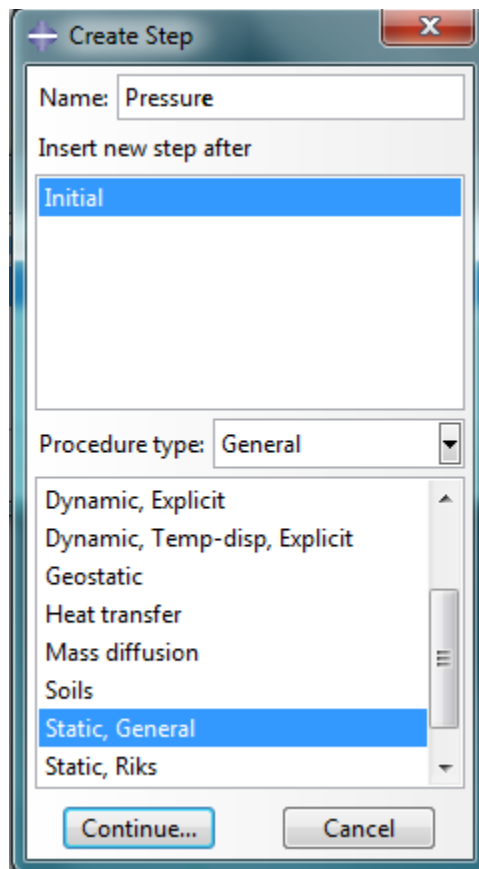 Create Step
Name: Pressure
Insert new step after
Initial
Procedure type: General
Dynamic, Explicit
Dynamic, Temp-disp, Explicit
Geostatic
Heat transfer
Mass diffusion
Soils
Static, General
Static, Riks
Continue... Cancel